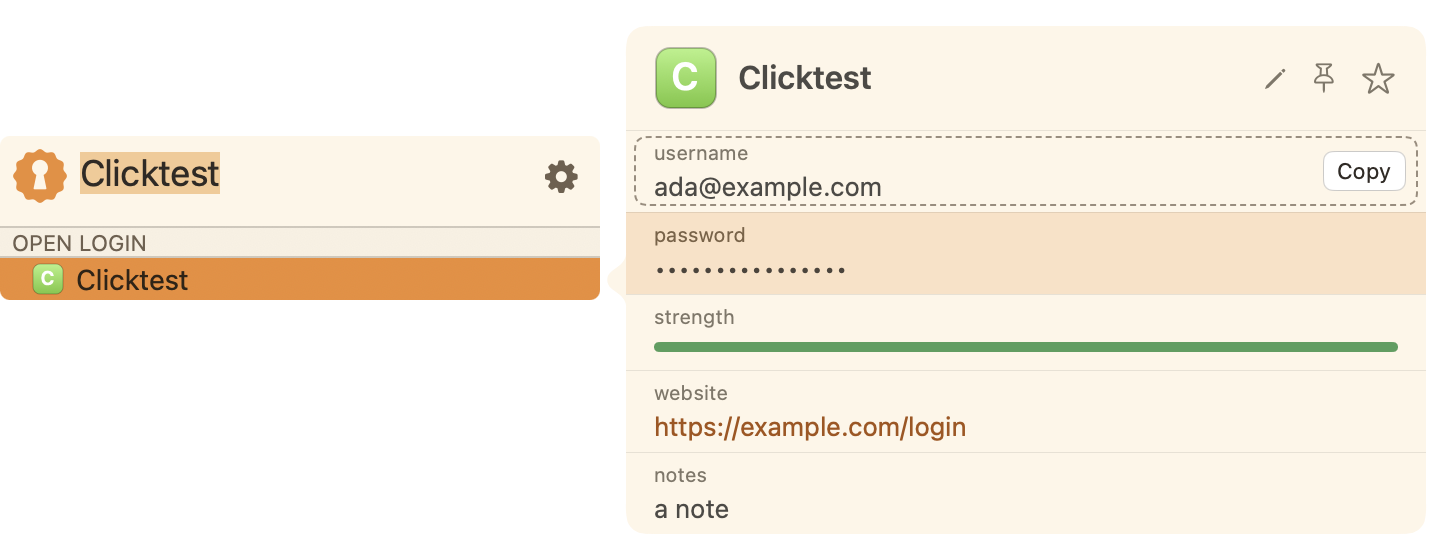 Clicktest
OPEN LOGIN
C Clicktest
C Clicktest
username
ada@example.com
Copy
password
••••••••••••••••
strength
website
https://example.com/login
notes
a note